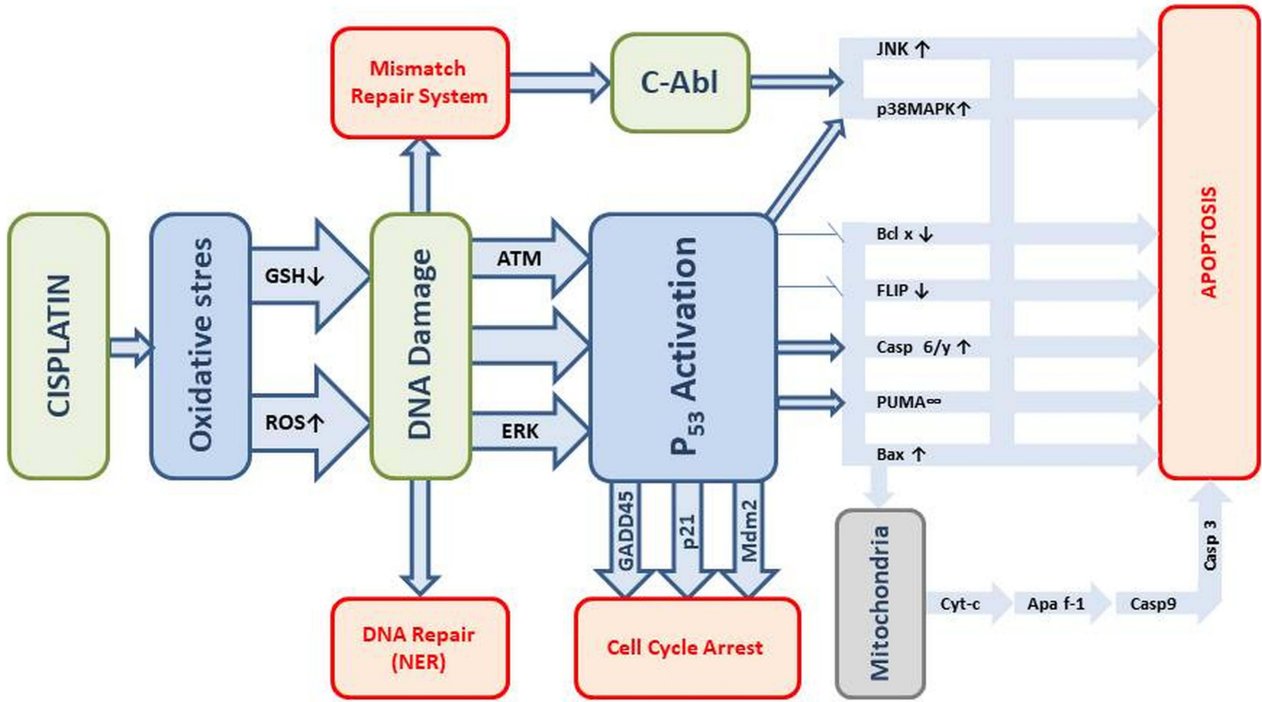 Mismatch
Repair System
C-Abl
JNK ↑
p38MAPK↑
CISPLATIN
Oxidative stres
GSH↓
ROS↑
DNA Damage
ATM
ERK
P53 Activation
Bcl x ↓
FLIP ↓
Casp 6/y ↑
PUMA∞
Bax ↑
APOPTOSIS
GADD45
p21
Mdm2
DNA Repair
(NER)
Cell Cycle Arrest
Mitochondria
Cyt-c
Apa f-1
Casp9
Casp 3